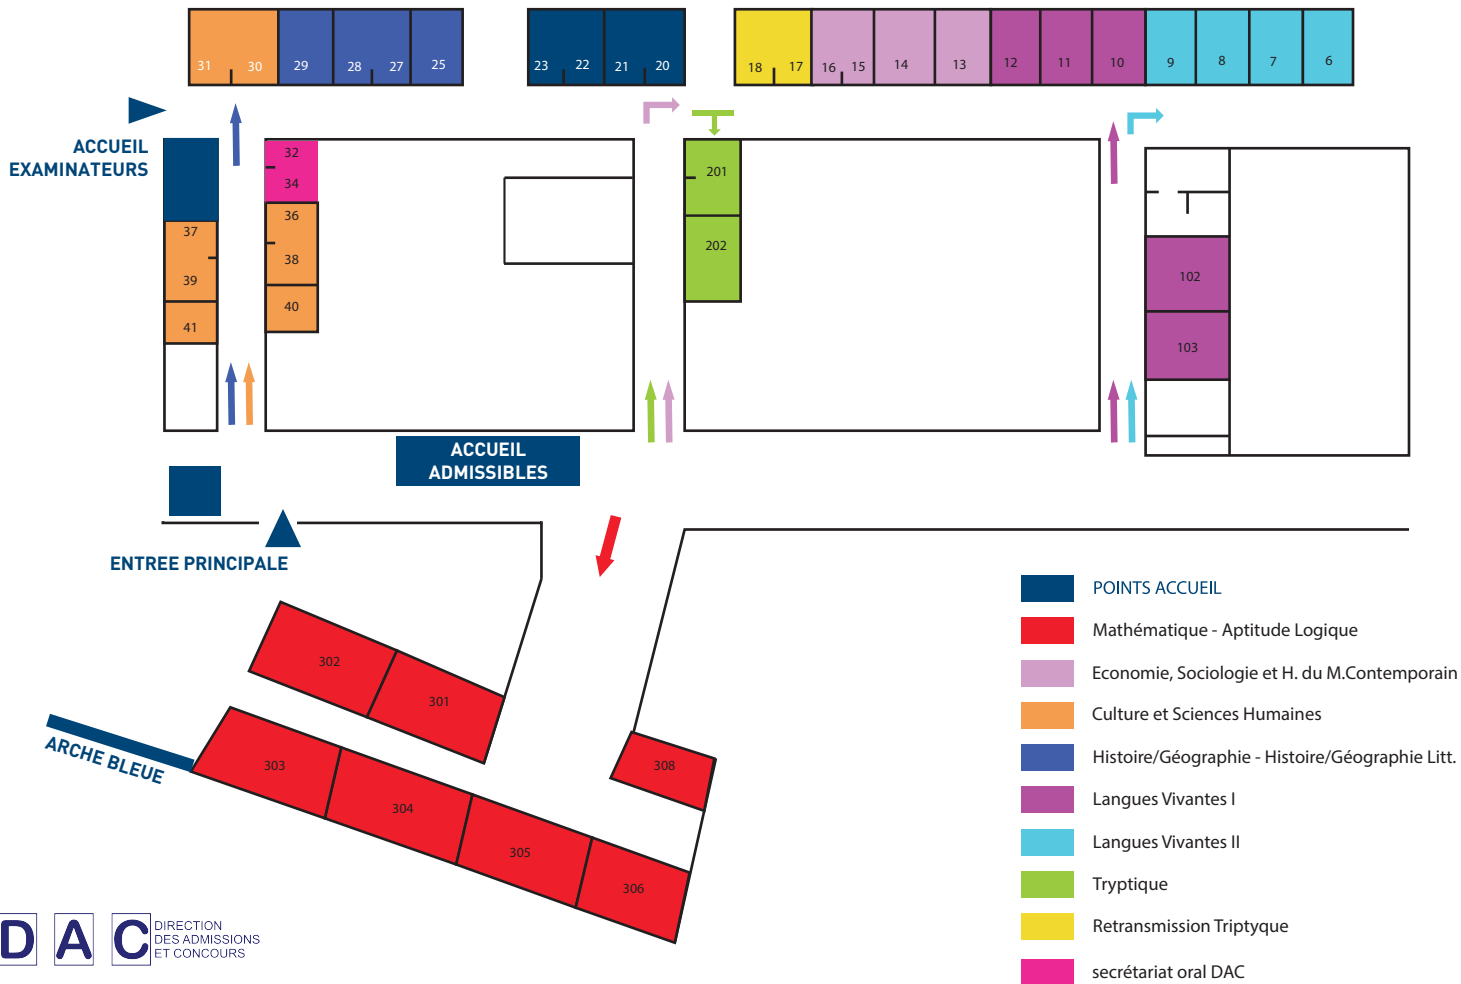 31 30 29 28 27 25 23 22 21 20 18 17 16 15 14 13 12 11 10 9 8 7 6
ACCUEIL
EXAMINATEURS
32
34
36
38
40
37
39
41
201
202
102
103
ACCUEIL
ADMISSIBLES
ENTREE PRINCIPALE
302
301
303
304
305
306
308
ARCHE BLEUE
POINTS ACCUEIL
Mathématique - Aptitude Logique
Economie, Sociologie et H. du M.Contemporain
Culture et Sciences Humaines
Histoire/Géographie - Histoire/Géographie Litt.
Langues Vivantes I
Langues Vivantes II
Tryptique
Retransmission Triptyque
secrétariat oral DAC
D A C
DIRECTION
DES ADMISSIONS
ET CONCOURS